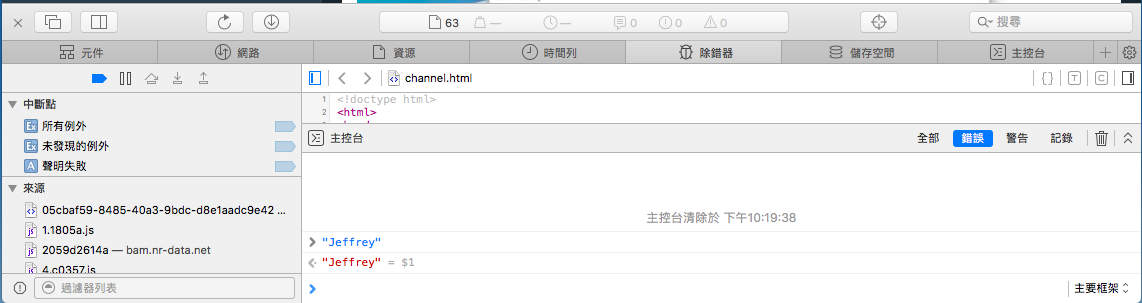 63 — — 0 0 0 搜尋
元件 網路 資源 時間列 除錯器 儲存空間 主控台
channel.html {} T C
中斷點
Ex 所有例外
Ex 未發現的例外
A 聲明失敗
來源
05cbaf59-8485-40a3-9bdc-d8e1aadc9e42 ...
1.1805a.js
2059d2614a — bam.nr-data.net
4.c0357.js
過濾器列表
1 <!doctype html>
2 <html>
主控台 全部 錯誤 警告 記錄
主控台清除於 下午10:19:38
> "Jeffrey"
"Jeffrey" = $1
> 主要框架